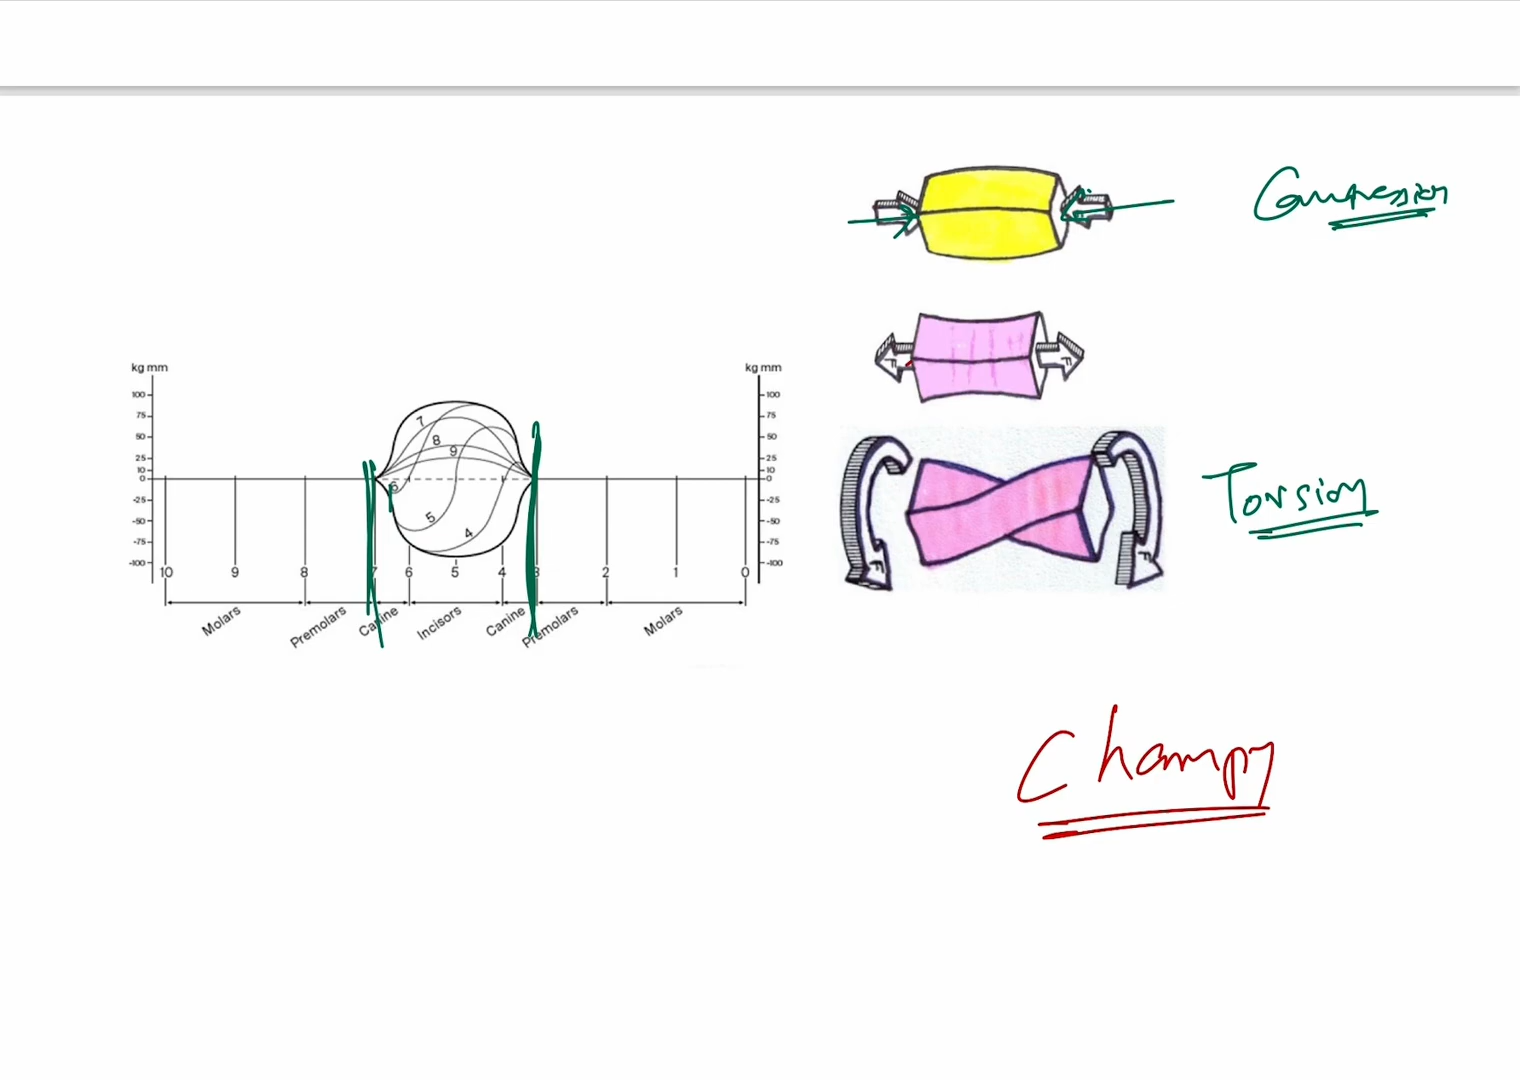 Compression
F F
Torsion
F F
kg mm kg mm
100 100
75 75
50 50
25 25
10 10
0 0
-25 -25
-50 -50
-75 -75
-100 -100
7
8
9
6
5
4
10 9 8 7 6 5 4 3 2 1 0
Molars Premolars Canine Incisors Canine Premolars Molars
Champy